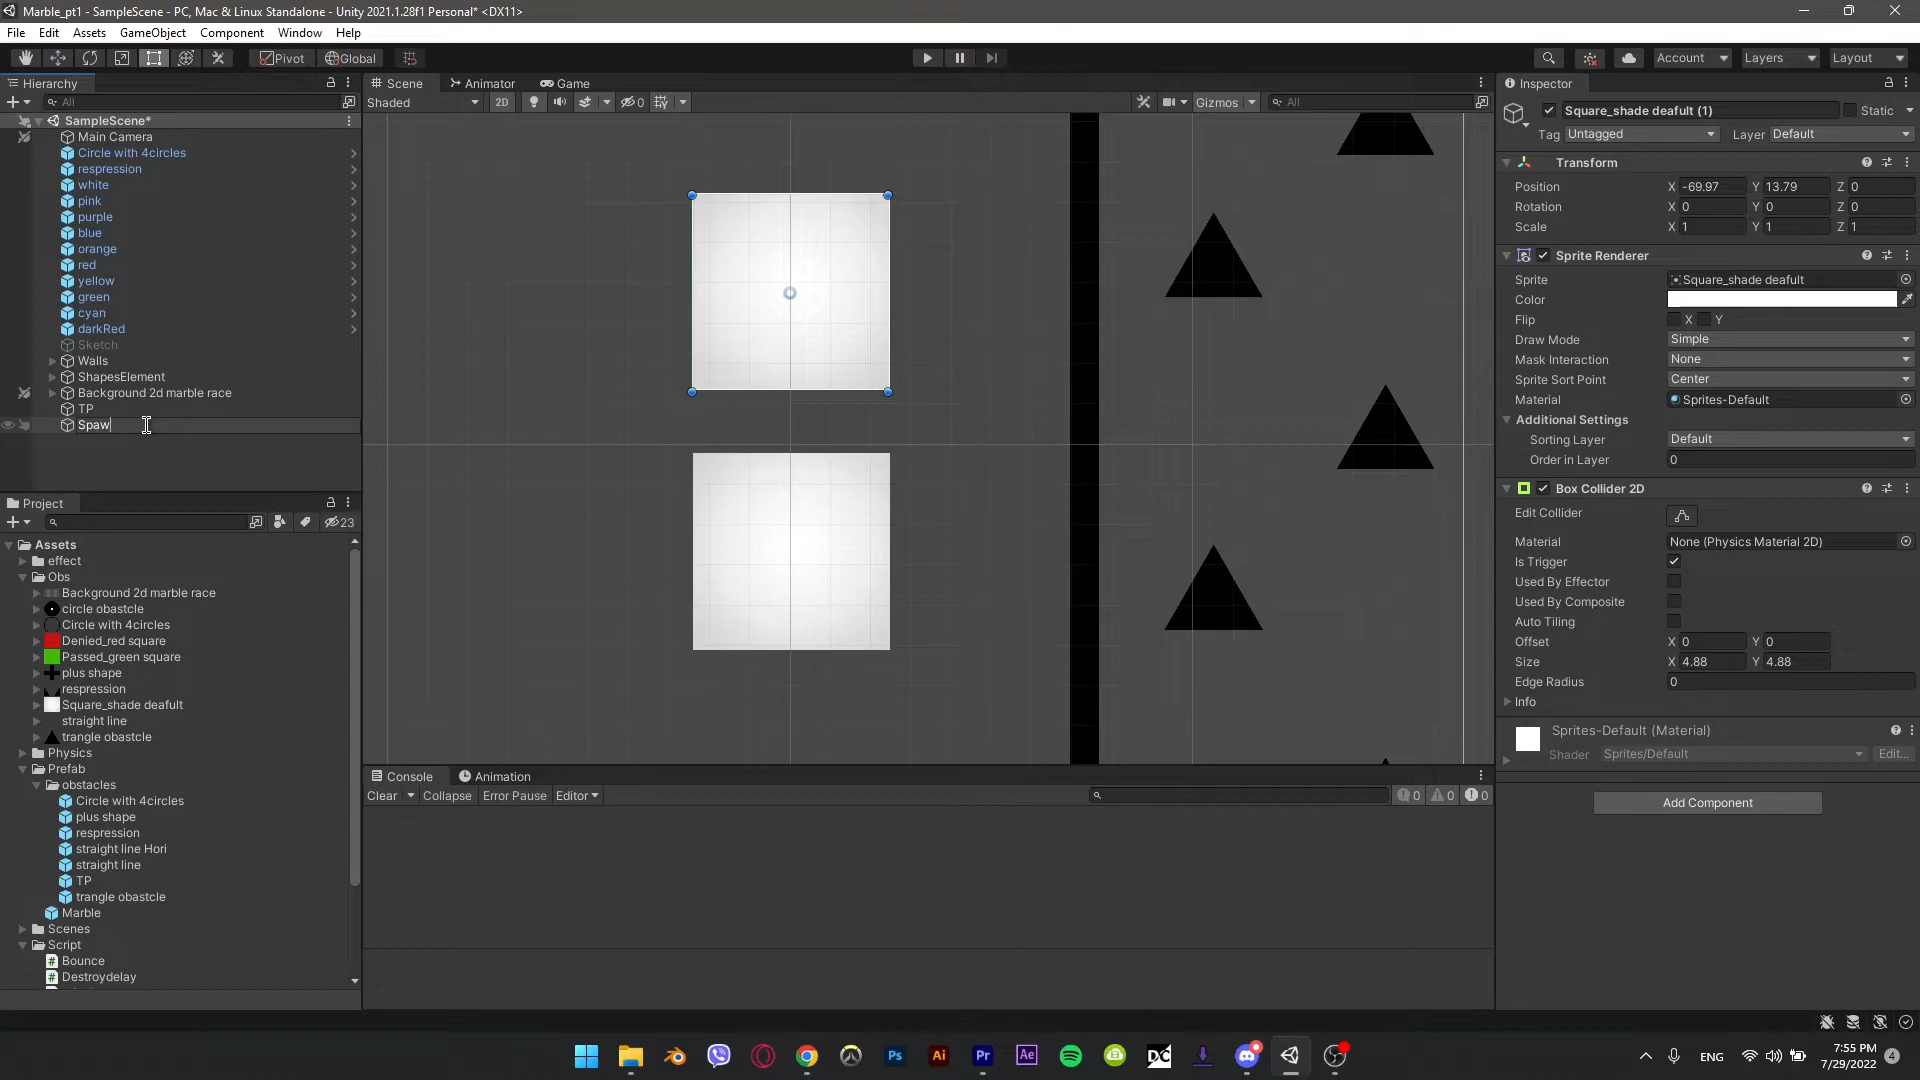 Marble_pt1 - SampleScene - PC, Mac & Linux Standalone - Unity 2021.1.28f1 Personal* <DX11>
File Edit Assets GameObject Component Window Help
Pivot Global Account Layers Layout
Hierarchy
All
SampleScene*
Main Camera
Circle with 4circles
respression
white
pink
purple
blue
orange
red
yellow
green
cyan
darkRed
Sketch
Walls
ShapesElement
Background 2d marble race
TP
Spaw
Project
23
Assets
effect
Obs
Background 2d marble race
circle obastcle
Circle with 4circles
Denied_red square
Passed_green square
plus shape
respression
Square_shade deafult
straight line
trangle obastcle
Physics
Prefab
obstacles
Circle with 4circles
plus shape
respression
straight line Hori
straight line
TP
trangle obastcle
Marble
Scenes
Script
Bounce
Destroydelay
Scene Animator Game
Shaded 2D 0 Gizmos All
Console Animation
Clear Collapse Error Pause Editor 0 0 0
Inspector
Square_shade deafult (1) Static
Tag Untagged Layer Default
Transform
Position X -69.97 Y 13.79 Z 0
Rotation X 0 Y 0 Z 0
Scale X 1 Y 1 Z 1
Sprite Renderer
Sprite Square_shade deafult
Color
Flip X Y
Draw Mode Simple
Mask Interaction None
Sprite Sort Point Center
Material Sprites-Default
Additional Settings
Sorting Layer Default
Order in Layer 0
Box Collider 2D
Edit Collider
Material None (Physics Material 2D)
Is Trigger
Used By Effector
Used By Composite
Auto Tiling
Offset X 0 Y 0
Size X 4.88 Y 4.88
Edge Radius 0
Info
Sprites-Default (Material)
Shader Sprites/Default Edit...
Add Component
Ps Ai Pr Ae DC
ENG
7:55 PM
7/29/2022
4